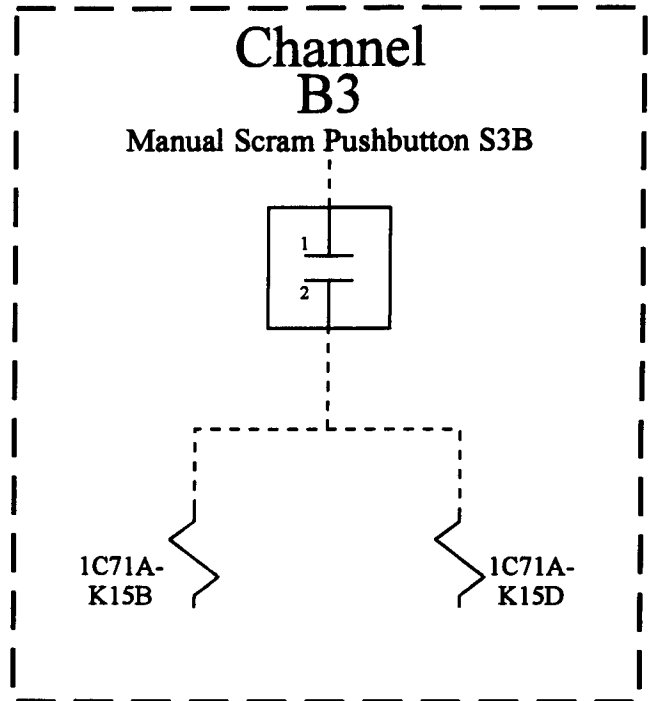 Channel
B3
Manual Scram Pushbutton S3B
1
2
1C71A-
K15B
1C71A-
K15D